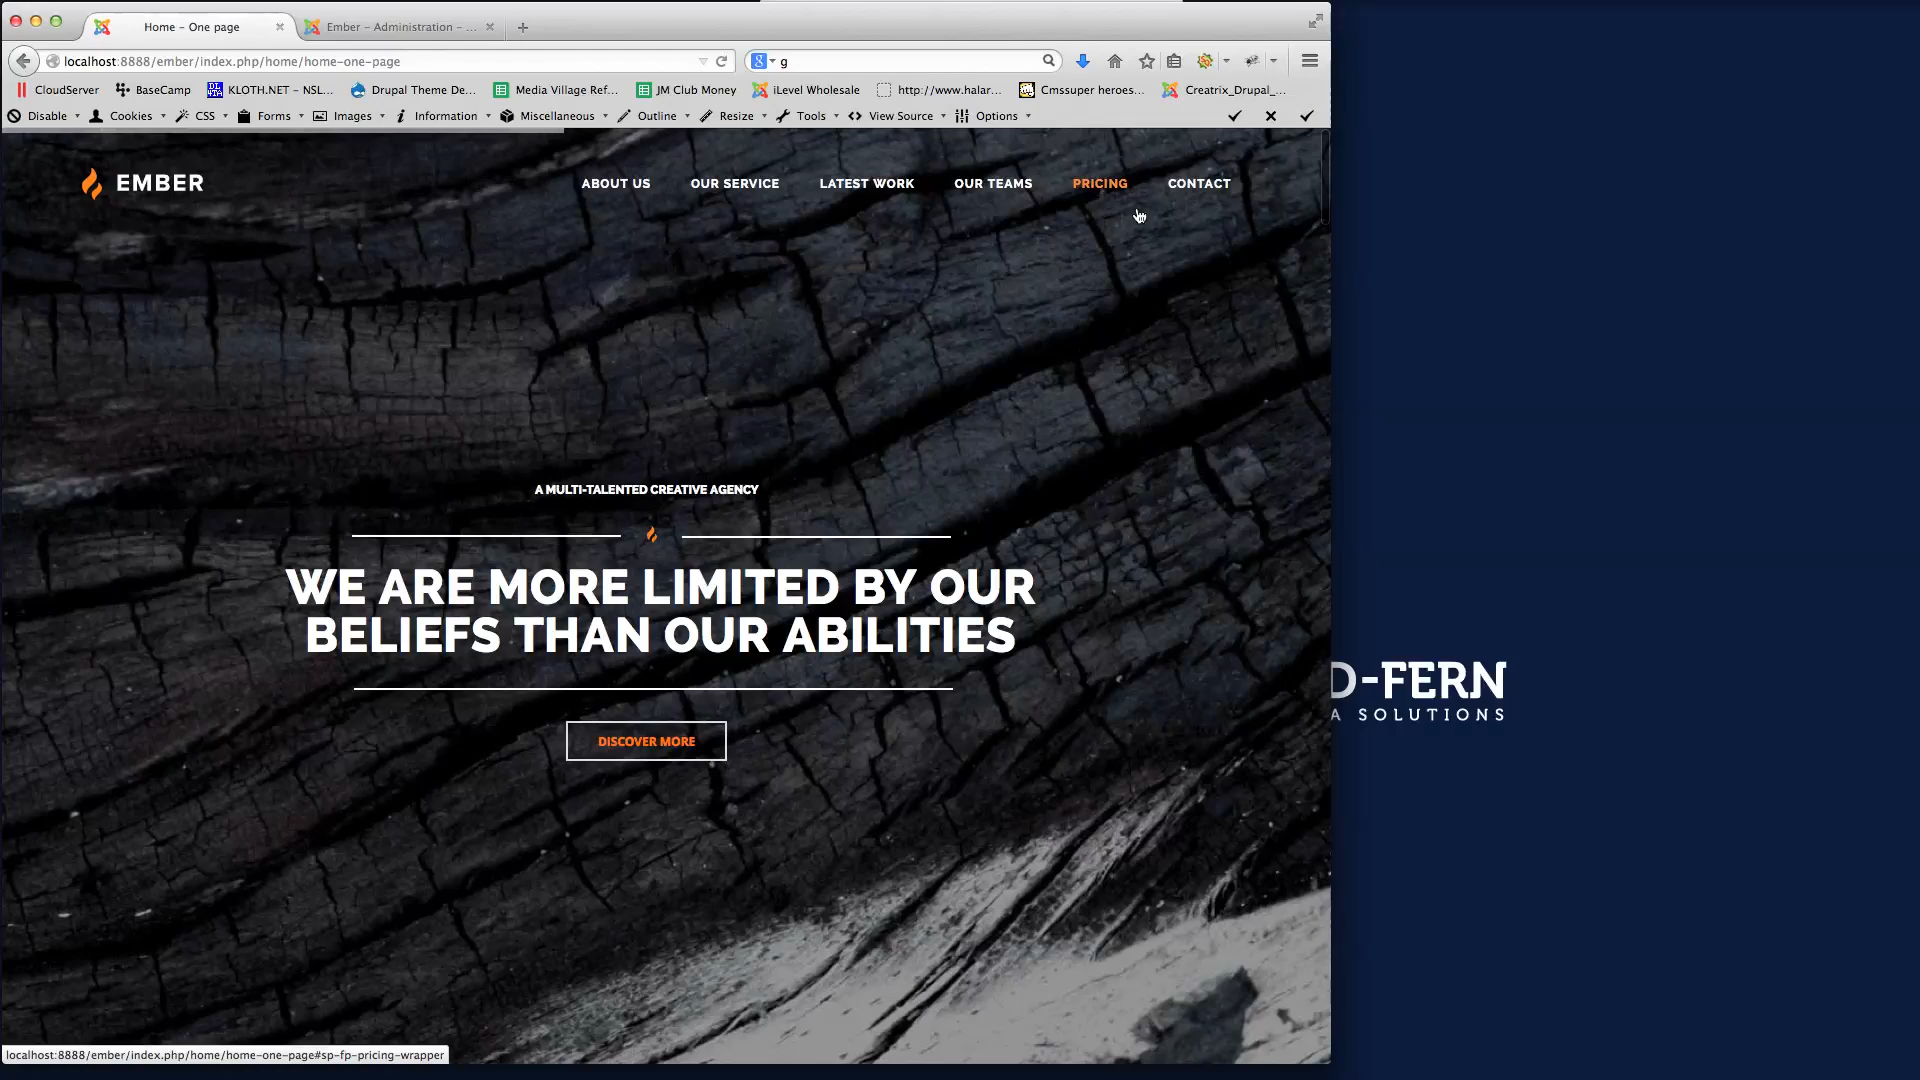 Home – One page
Ember – Administration – ...
localhost:8888/ember/index.php/home/home-one-page
g
CloudServer
BaseCamp
KLOTH.NET – NSL...
Drupal Theme De...
Media Village Ref...
JM Club Money
iLevel Wholesale
http://www.halar...
Cmssuper heroes...
Creatrix_Drupal_...
Disable
Cookies
CSS
Forms
Images
Information
Miscellaneous
Outline
Resize
Tools
View Source
Options
EMBER
ABOUT US
OUR SERVICE
LATEST WORK
OUR TEAMS
PRICING
CONTACT
A MULTI-TALENTED CREATIVE AGENCY
WE ARE MORE LIMITED BY OUR
BELIEFS THAN OUR ABILITIES
DISCOVER MORE
D-FERN
A SOLUTIONS
localhost:8888/ember/index.php/home/home-one-page#sp-fp-pricing-wrapper